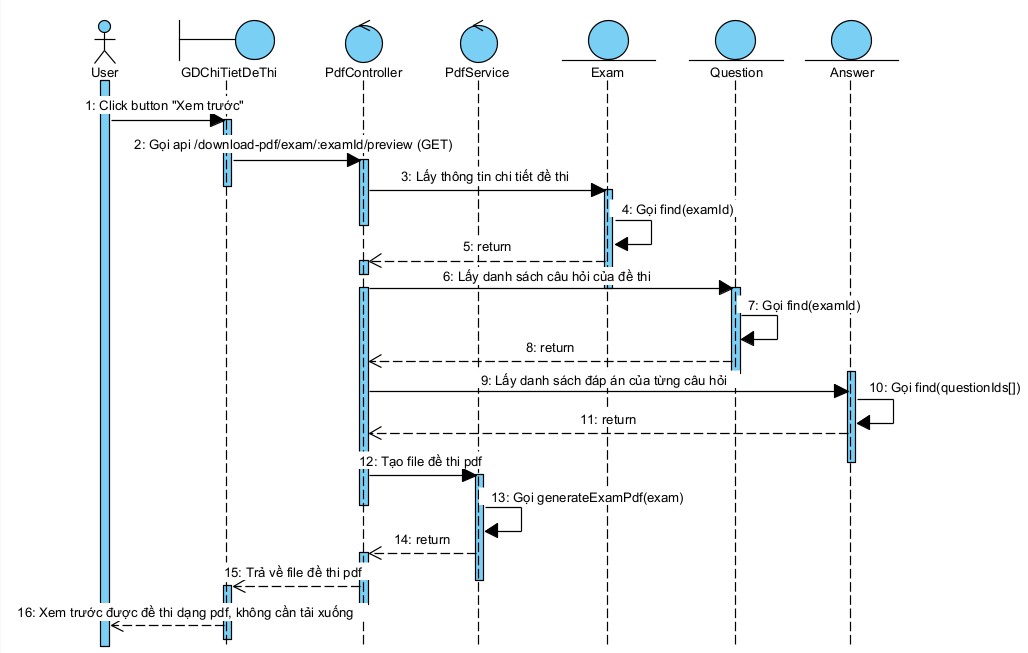 User
GDChiTietDeThi
PdfController
PdfService
Exam
Question
Answer
1: Click button "Xem trước"
2: Gọi api /download-pdf/exam/:examId/preview (GET)
3: Lấy thông tin chi tiết đề thi
4: Gọi find(examId)
5: return
6: Lấy danh sách câu hỏi của đề thi
7: Gọi find(examId)
8: return
9: Lấy danh sách đáp án của từng câu hỏi
10: Gọi find(questionIds[])
11: return
12: Tạo file đề thi pdf
13: Gọi generateExamPdf(exam)
14: return
15: Trả về file đề thi pdf
16: Xem trước được đề thi dạng pdf, không cần tải xuống